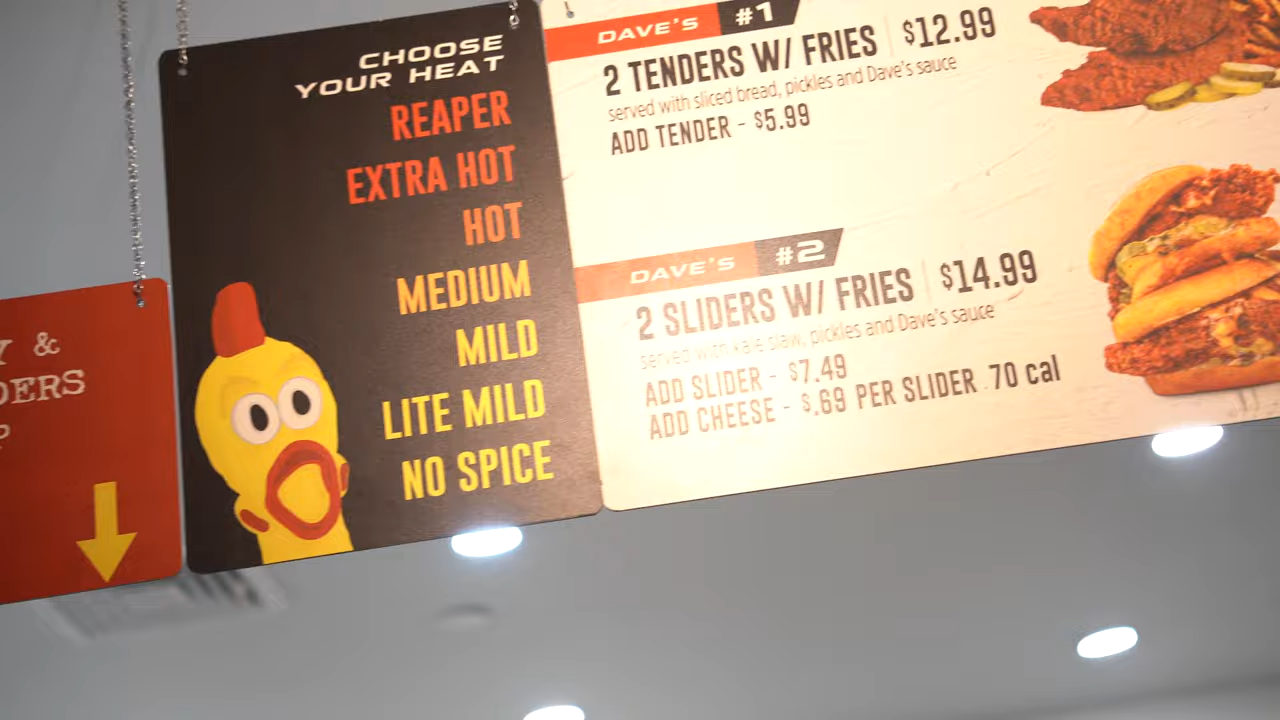 Y &
DERS
CHOOSE
YOUR HEAT
REAPER
EXTRA HOT
HOT
MEDIUM
MILD
LITE MILD
NO SPICE
DAVE'S #1
2 TENDERS W/ FRIES $12.99
served with sliced bread, pickles and Dave's sauce
ADD TENDER - $5.99
DAVE'S #2
2 SLIDERS W/ FRIES $14.99
served with kale slaw, pickles and Dave's sauce
ADD SLIDER - $7.49
ADD CHEESE - $.69 PER SLIDER 70 cal